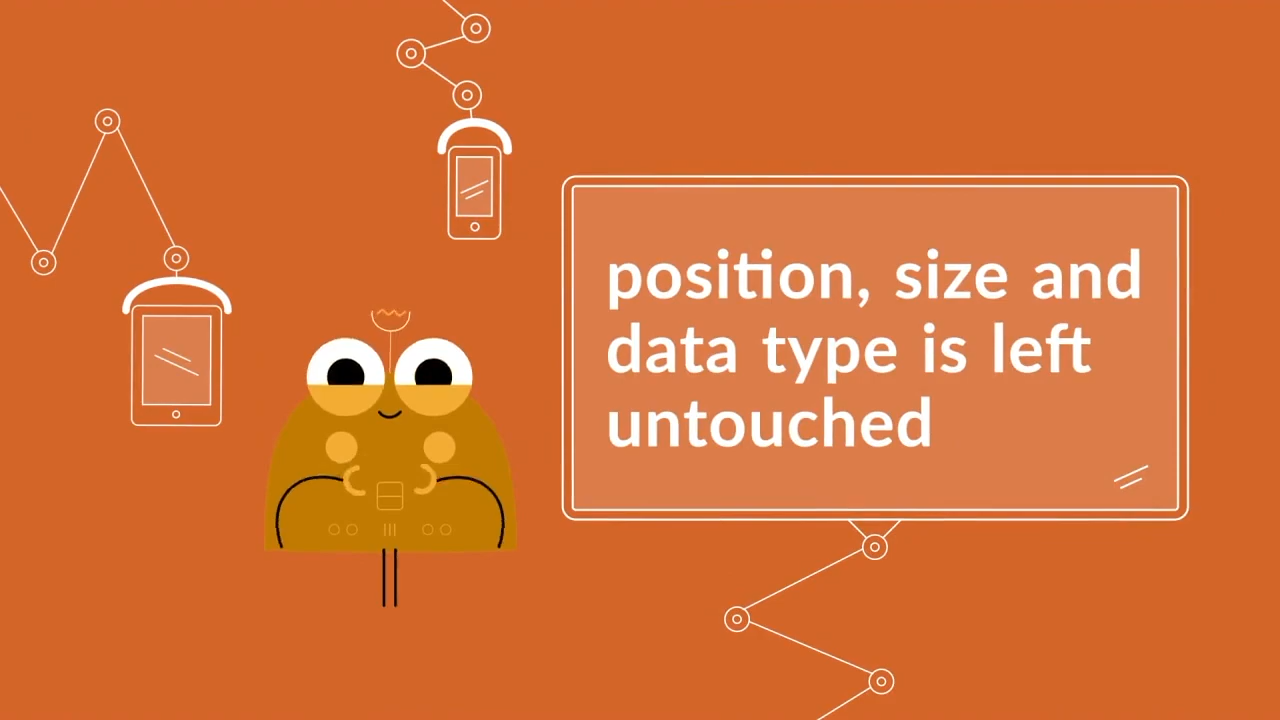 position, size and
data type is left
untouched